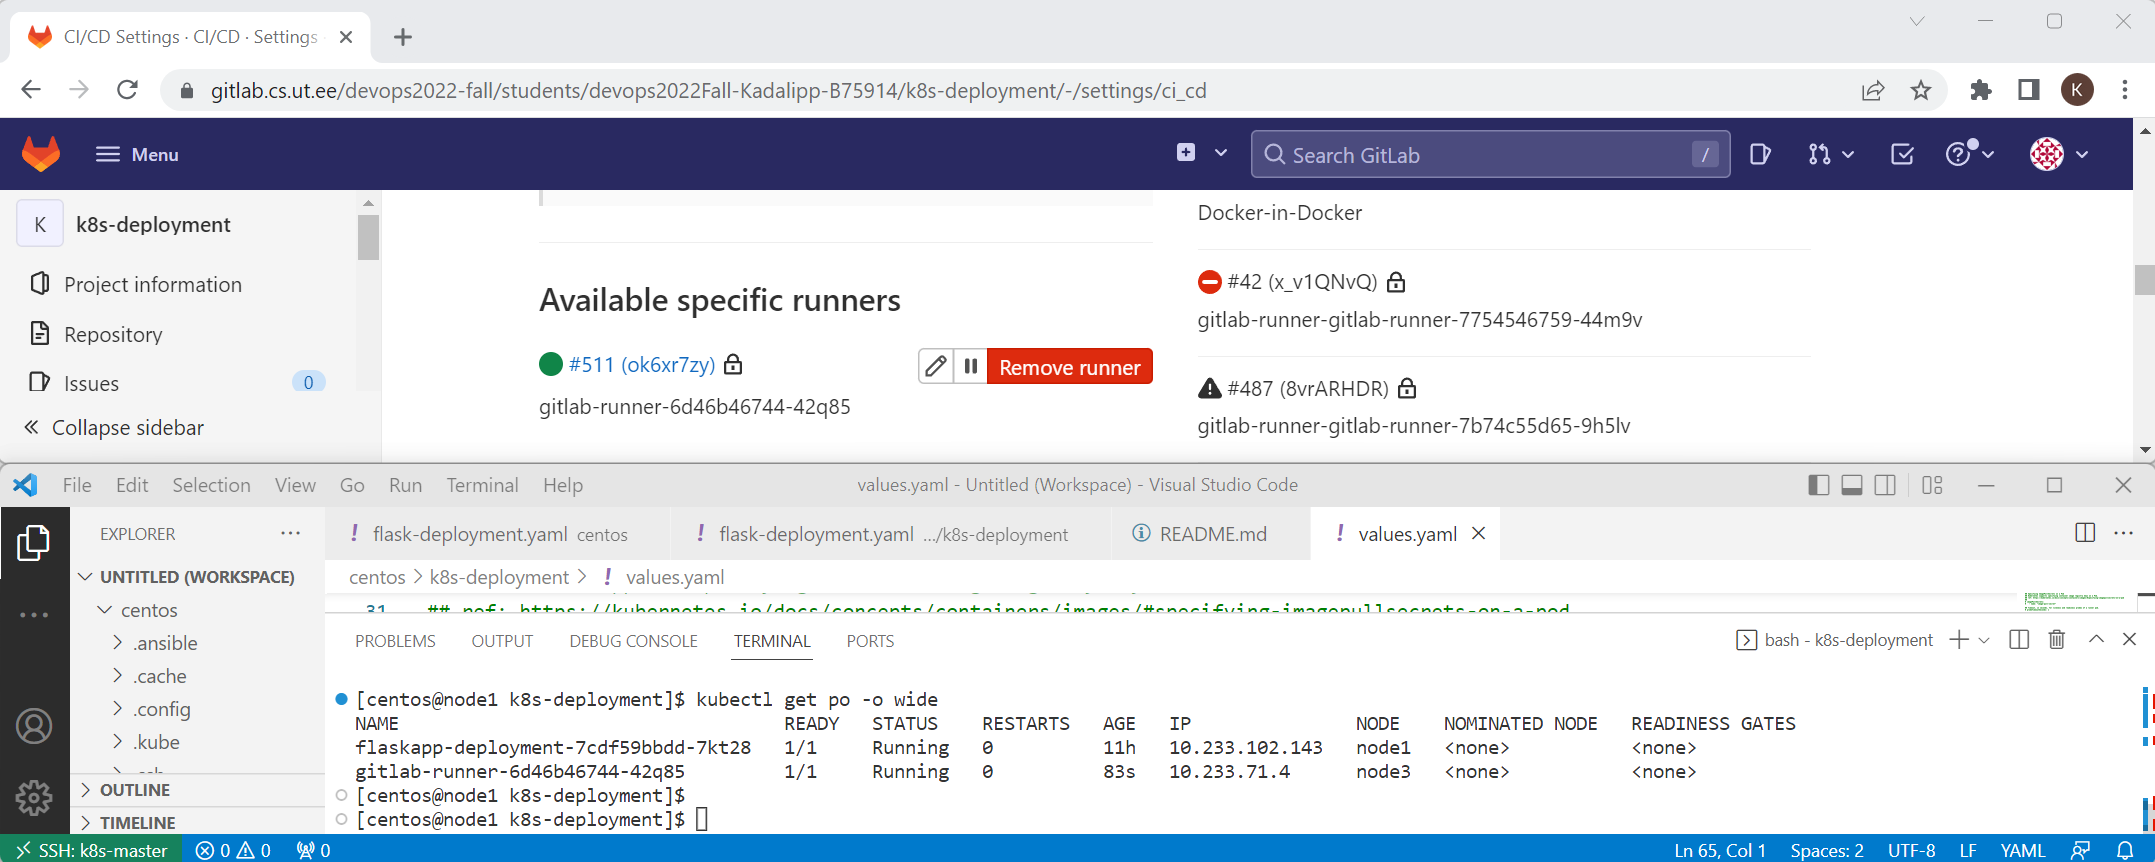 CI/CD Settings · CI/CD · Settings
gitlab.cs.ut.ee/devops2022-fall/students/devops2022Fall-Kadalipp-B75914/k8s-deployment/-/settings/ci_cd
K
Menu
Search GitLab
/
K k8s-deployment
Project information
Repository
Issues 0
Collapse sidebar
Available specific runners
#511 (ok6xr7zy)
Remove runner
gitlab-runner-6d46b46744-42q85
Docker-in-Docker
#42 (x_v1QNvQ)
gitlab-runner-gitlab-runner-7754546759-44m9v
#487 (8vrARHDR)
gitlab-runner-gitlab-runner-7b74c55d65-9h5lv
File Edit Selection View Go Run Terminal Help
values.yaml - Untitled (Workspace) - Visual Studio Code
EXPLORER
UNTITLED (WORKSPACE)
centos
.ansible
.cache
.config
.kube
OUTLINE
TIMELINE
! flask-deployment.yaml centos ! flask-deployment.yaml .../k8s-deployment README.md ! values.yaml
centos > k8s-deployment > ! values.yaml
31 ## ref: https://kubernetes.io/docs/concepts/containers/images/#specifying-imagepullsecrets-on-a-pod
PROBLEMS OUTPUT DEBUG CONSOLE TERMINAL PORTS
bash - k8s-deployment
[centos@node1 k8s-deployment]$ kubectl get po -o wide
NAME READY STATUS RESTARTS AGE IP NODE NOMINATED NODE READINESS GATES
flaskapp-deployment-7cdf59bbdd-7kt28 1/1 Running 0 11h 10.233.102.143 node1 <none> <none>
gitlab-runner-6d46b46744-42q85 1/1 Running 0 83s 10.233.71.4 node3 <none> <none>
[centos@node1 k8s-deployment]$
[centos@node1 k8s-deployment]$
SSH: k8s-master 0 0 0
Ln 65, Col 1 Spaces: 2 UTF-8 LF YAML